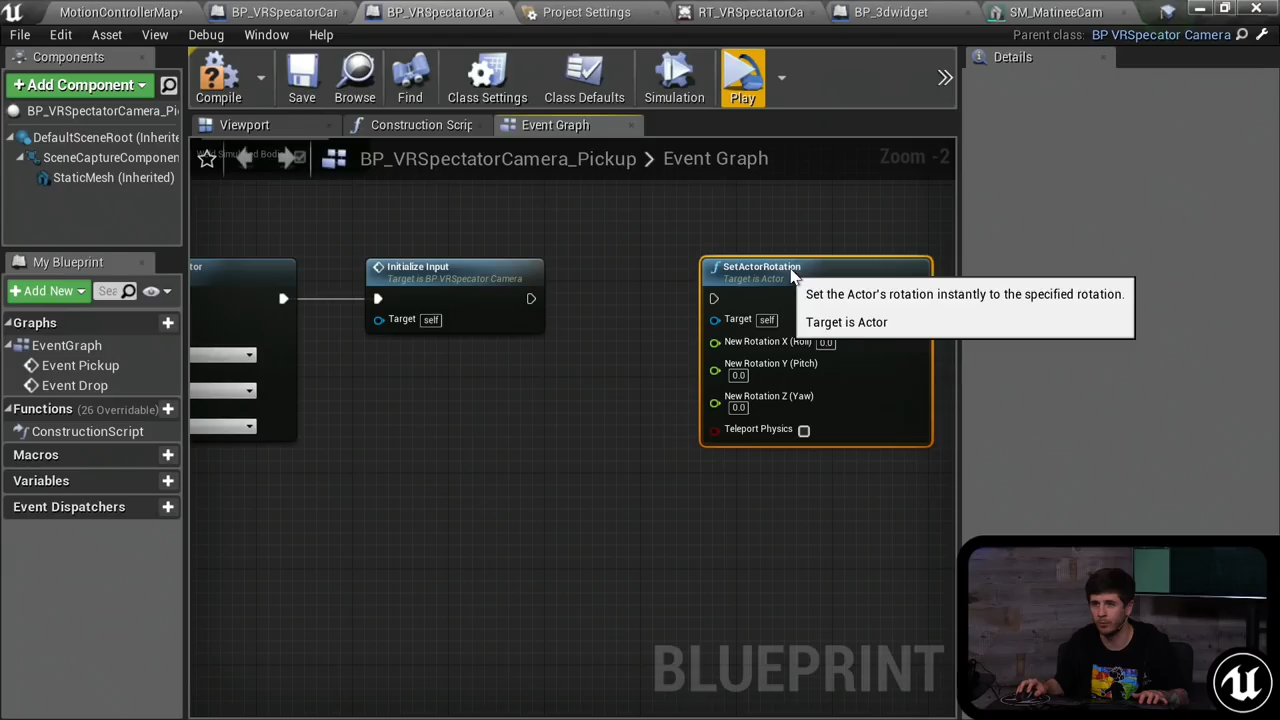 MotionControllerMap*
BP_VRSpecatorCar
BP_VRSpectatorCa
Project Settings
RT_VRSpectatorCa
BP_3dwidget
SM_MatineeCam
File Edit Asset View Debug Window Help
Parent class: BP VRSpecator Camera
Components
+ Add Component
BP_VRSpectatorCamera_Pi
DefaultSceneRoot (Inherite
SceneCaptureComponen
StaticMesh (Inherited)
My Blueprint
+ Add New
Sea
Graphs
EventGraph
Event Pickup
Event Drop
Functions (26 Overridable)
ConstructionScript
Macros
Variables
Event Dispatchers
Compile
Save
Browse
Find
Class Settings
Class Defaults
Simulation
Play
Viewport
Construction Scrip
Event Graph
BP_VRSpectatorCamera_Pickup > Event Graph
Zoom -2
tor
Initialize Input
Target is BP VRSpecator Camera
Target self
SetActorRotation
Target is Actor
Target self
New Rotation X (Roll) 0.0
New Rotation Y (Pitch)
0.0
New Rotation Z (Yaw)
0.0
Teleport Physics
Set the Actor's rotation instantly to the specified rotation.
Target is Actor
BLUEPRINT
Details